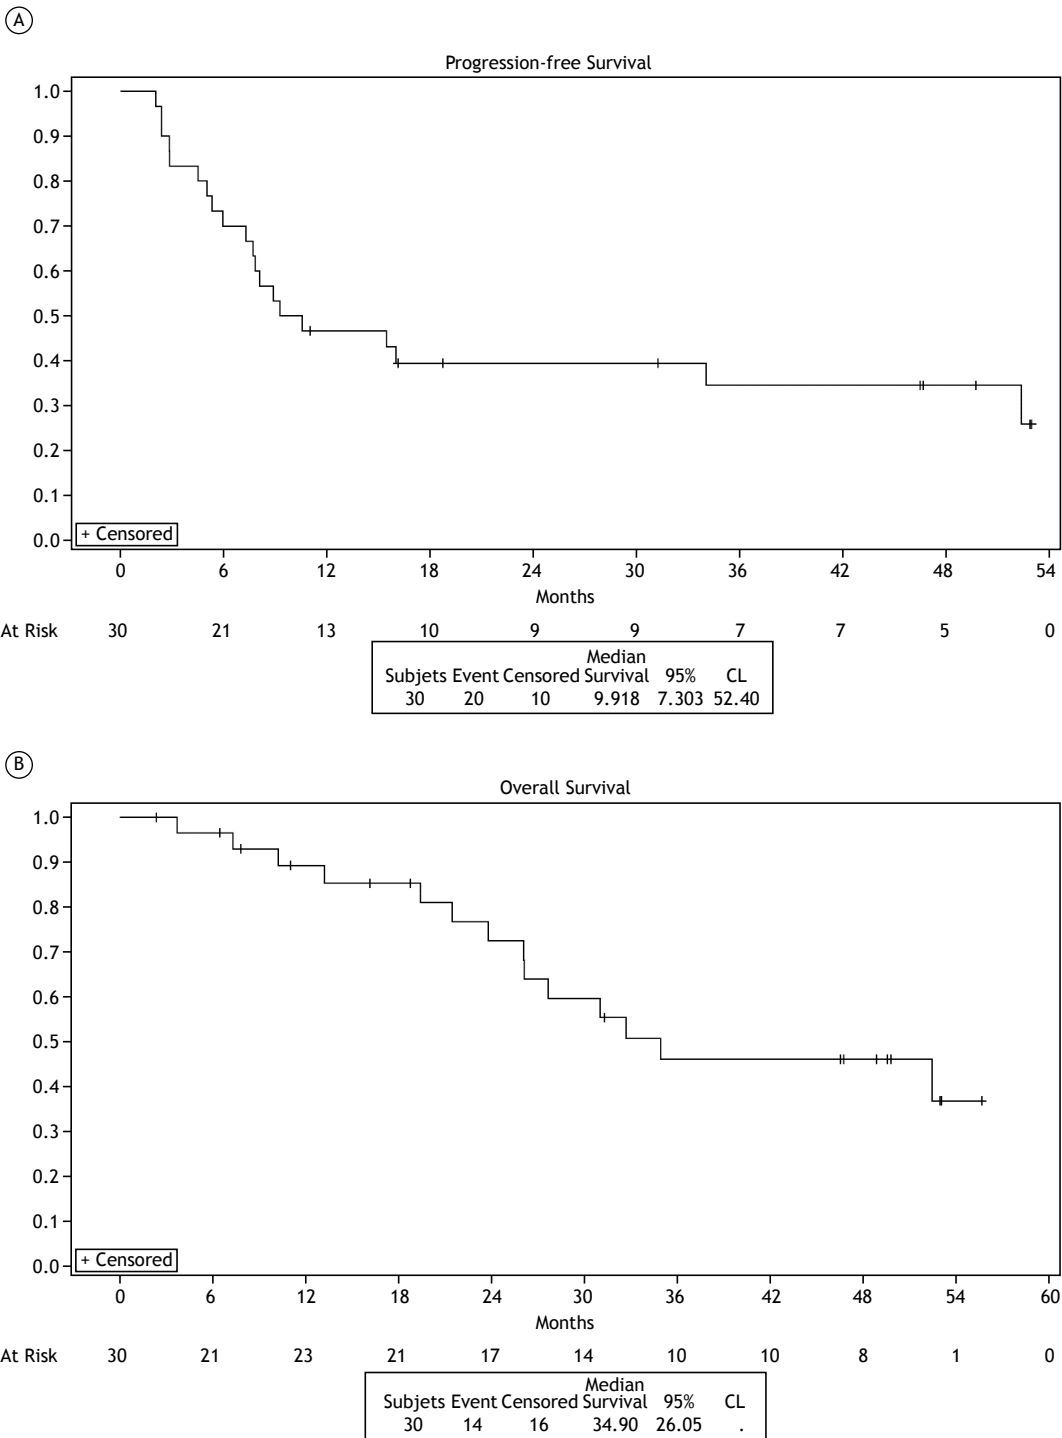 A
Progression-free Survival
1.0
0.9
0.8
0.7
0.6
0.5
0.4
0.3
0.2
0.1
0.0
+ Censored
0 6 12 18 24 30 36 42 48 54
Months
At Risk 30 21 13 10 9 9 7 7 5 0
Median
Subjets Event Censored Survival 95% CL
30 20 10 9.918 7.303 52.40
B
Overall Survival
1.0
0.9
0.8
0.7
0.6
0.5
0.4
0.3
0.2
0.1
0.0
+ Censored
0 6 12 18 24 30 36 42 48 54 60
Months
At Risk 30 21 23 21 17 14 10 10 8 1 0
Median
Subjets Event Censored Survival 95% CL
30 14 16 34.90 26.05 .